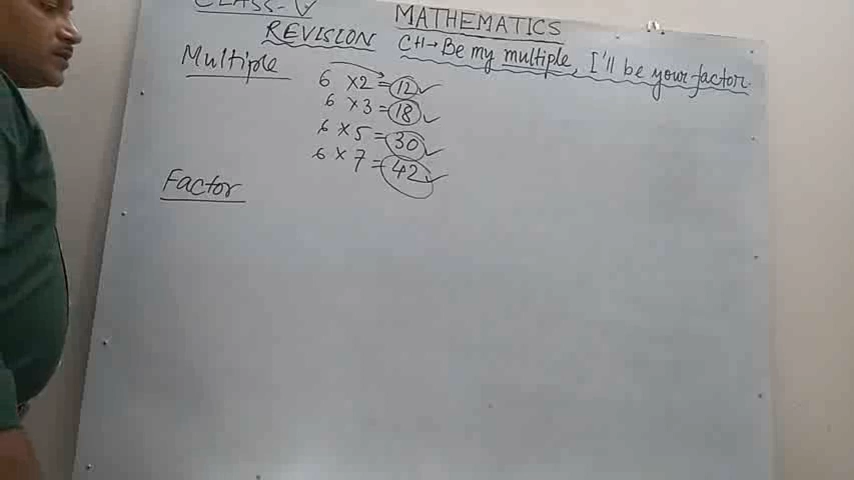 CLASS-V
MATHEMATICS
REVISION CH→Be my multiple, I'll be your factor.
Multiple
6 ×2=12✓
6 ×3=18✓
6 ×5=30✓
6 × 7=42✓
Factor